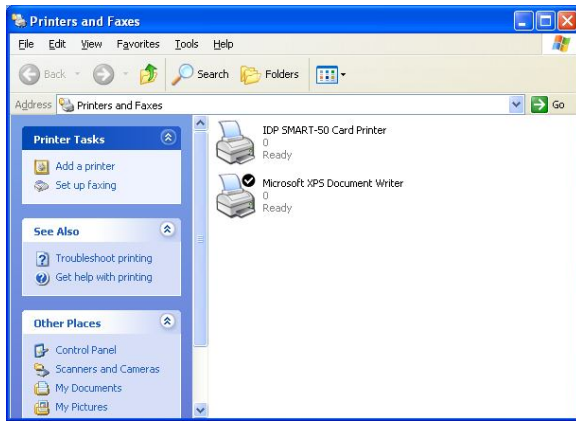 Printers and Faxes
File Edit View Favorites Tools Help
Back Search Folders
Address Printers and Faxes Go
Printer Tasks
Add a printer
Set up faxing
See Also
Troubleshoot printing
Get help with printing
Other Places
Control Panel
Scanners and Cameras
My Documents
My Pictures
IDP SMART-50 Card Printer
0
Ready
Microsoft XPS Document Writer
0
Ready